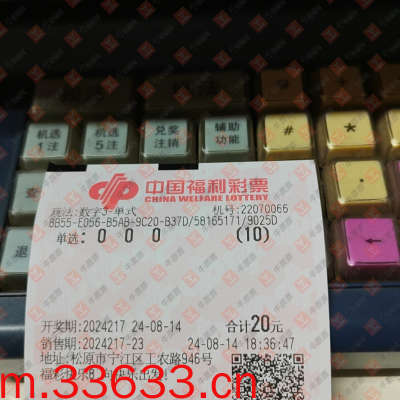 机选
1注
机选
5注
兑奖
注销
辅助
功能
#
*
查
退
←
中国福利彩票
CHINA WELFARE LOTTERY
玩法:数字3-单式 机号:22070066
BB55-E056-B5AB-9C20-B37D/58165171/9025D
单选: 0 0 0 (10)
开奖期:2024217 24-08-14 合计20元
销售期:2024217-23 24-08-14 18:36:47
地址:松原市宁江区工农路946号
m.33633.cn